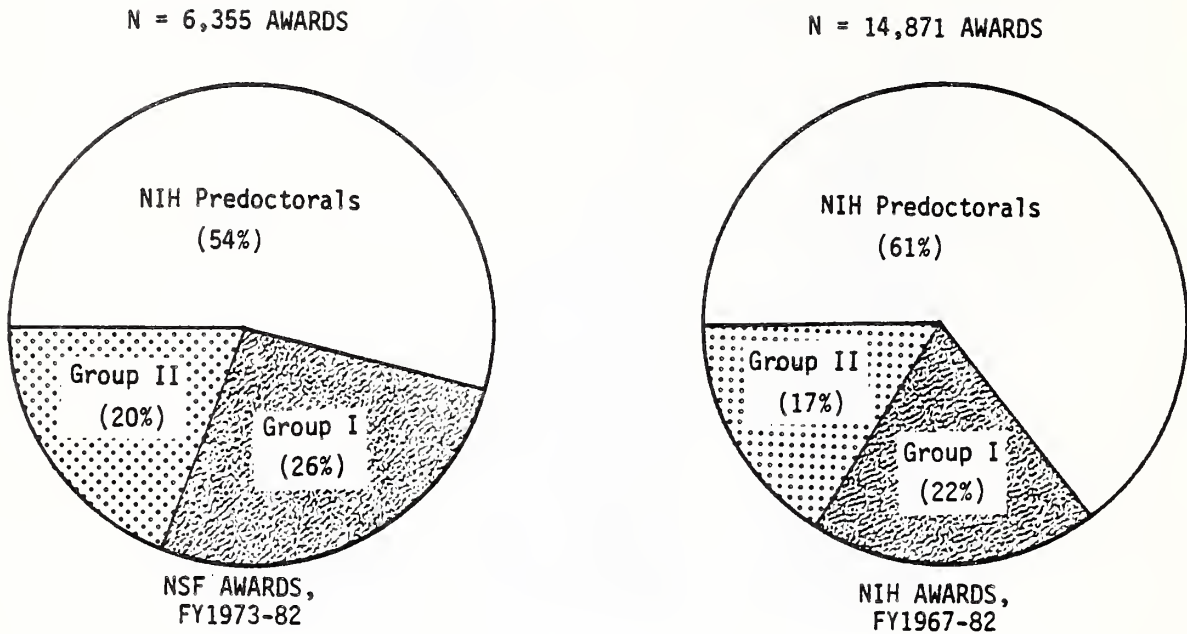 N = 6,355 AWARDS
NIH Predoctorals
(54%)
Group II
(20%)
Group I
(26%)
NSF AWARDS,
FY1973-82
N = 14,871 AWARDS
NIH Predoctorals
(61%)
Group II
(17%)
Group I
(22%)
NIH AWARDS,
FY1967-82